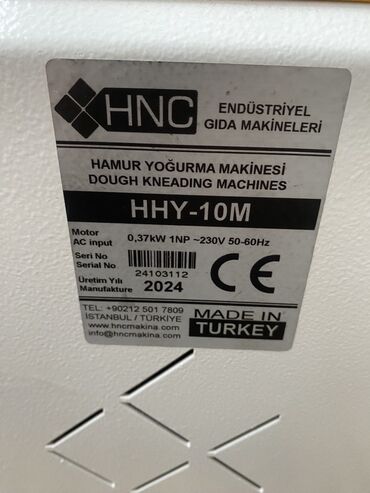 HNC
ENDÜSTRİYEL
GIDA MAKİNELERİ
HAMUR YOĞURMA MAKİNESİ
DOUGH KNEADING MACHINES
HHY-10M
Motor
AC input 0,37kW 1NP ~230V 50-60Hz
Seri No
Serial No 24103112
Üretim Yılı
Manufakture 2024
CE
TEL: +90212 501 7809
İSTANBUL / TÜRKİYE
www.hncmakina.com
info@hncmakina.com
MADE IN
TURKEY